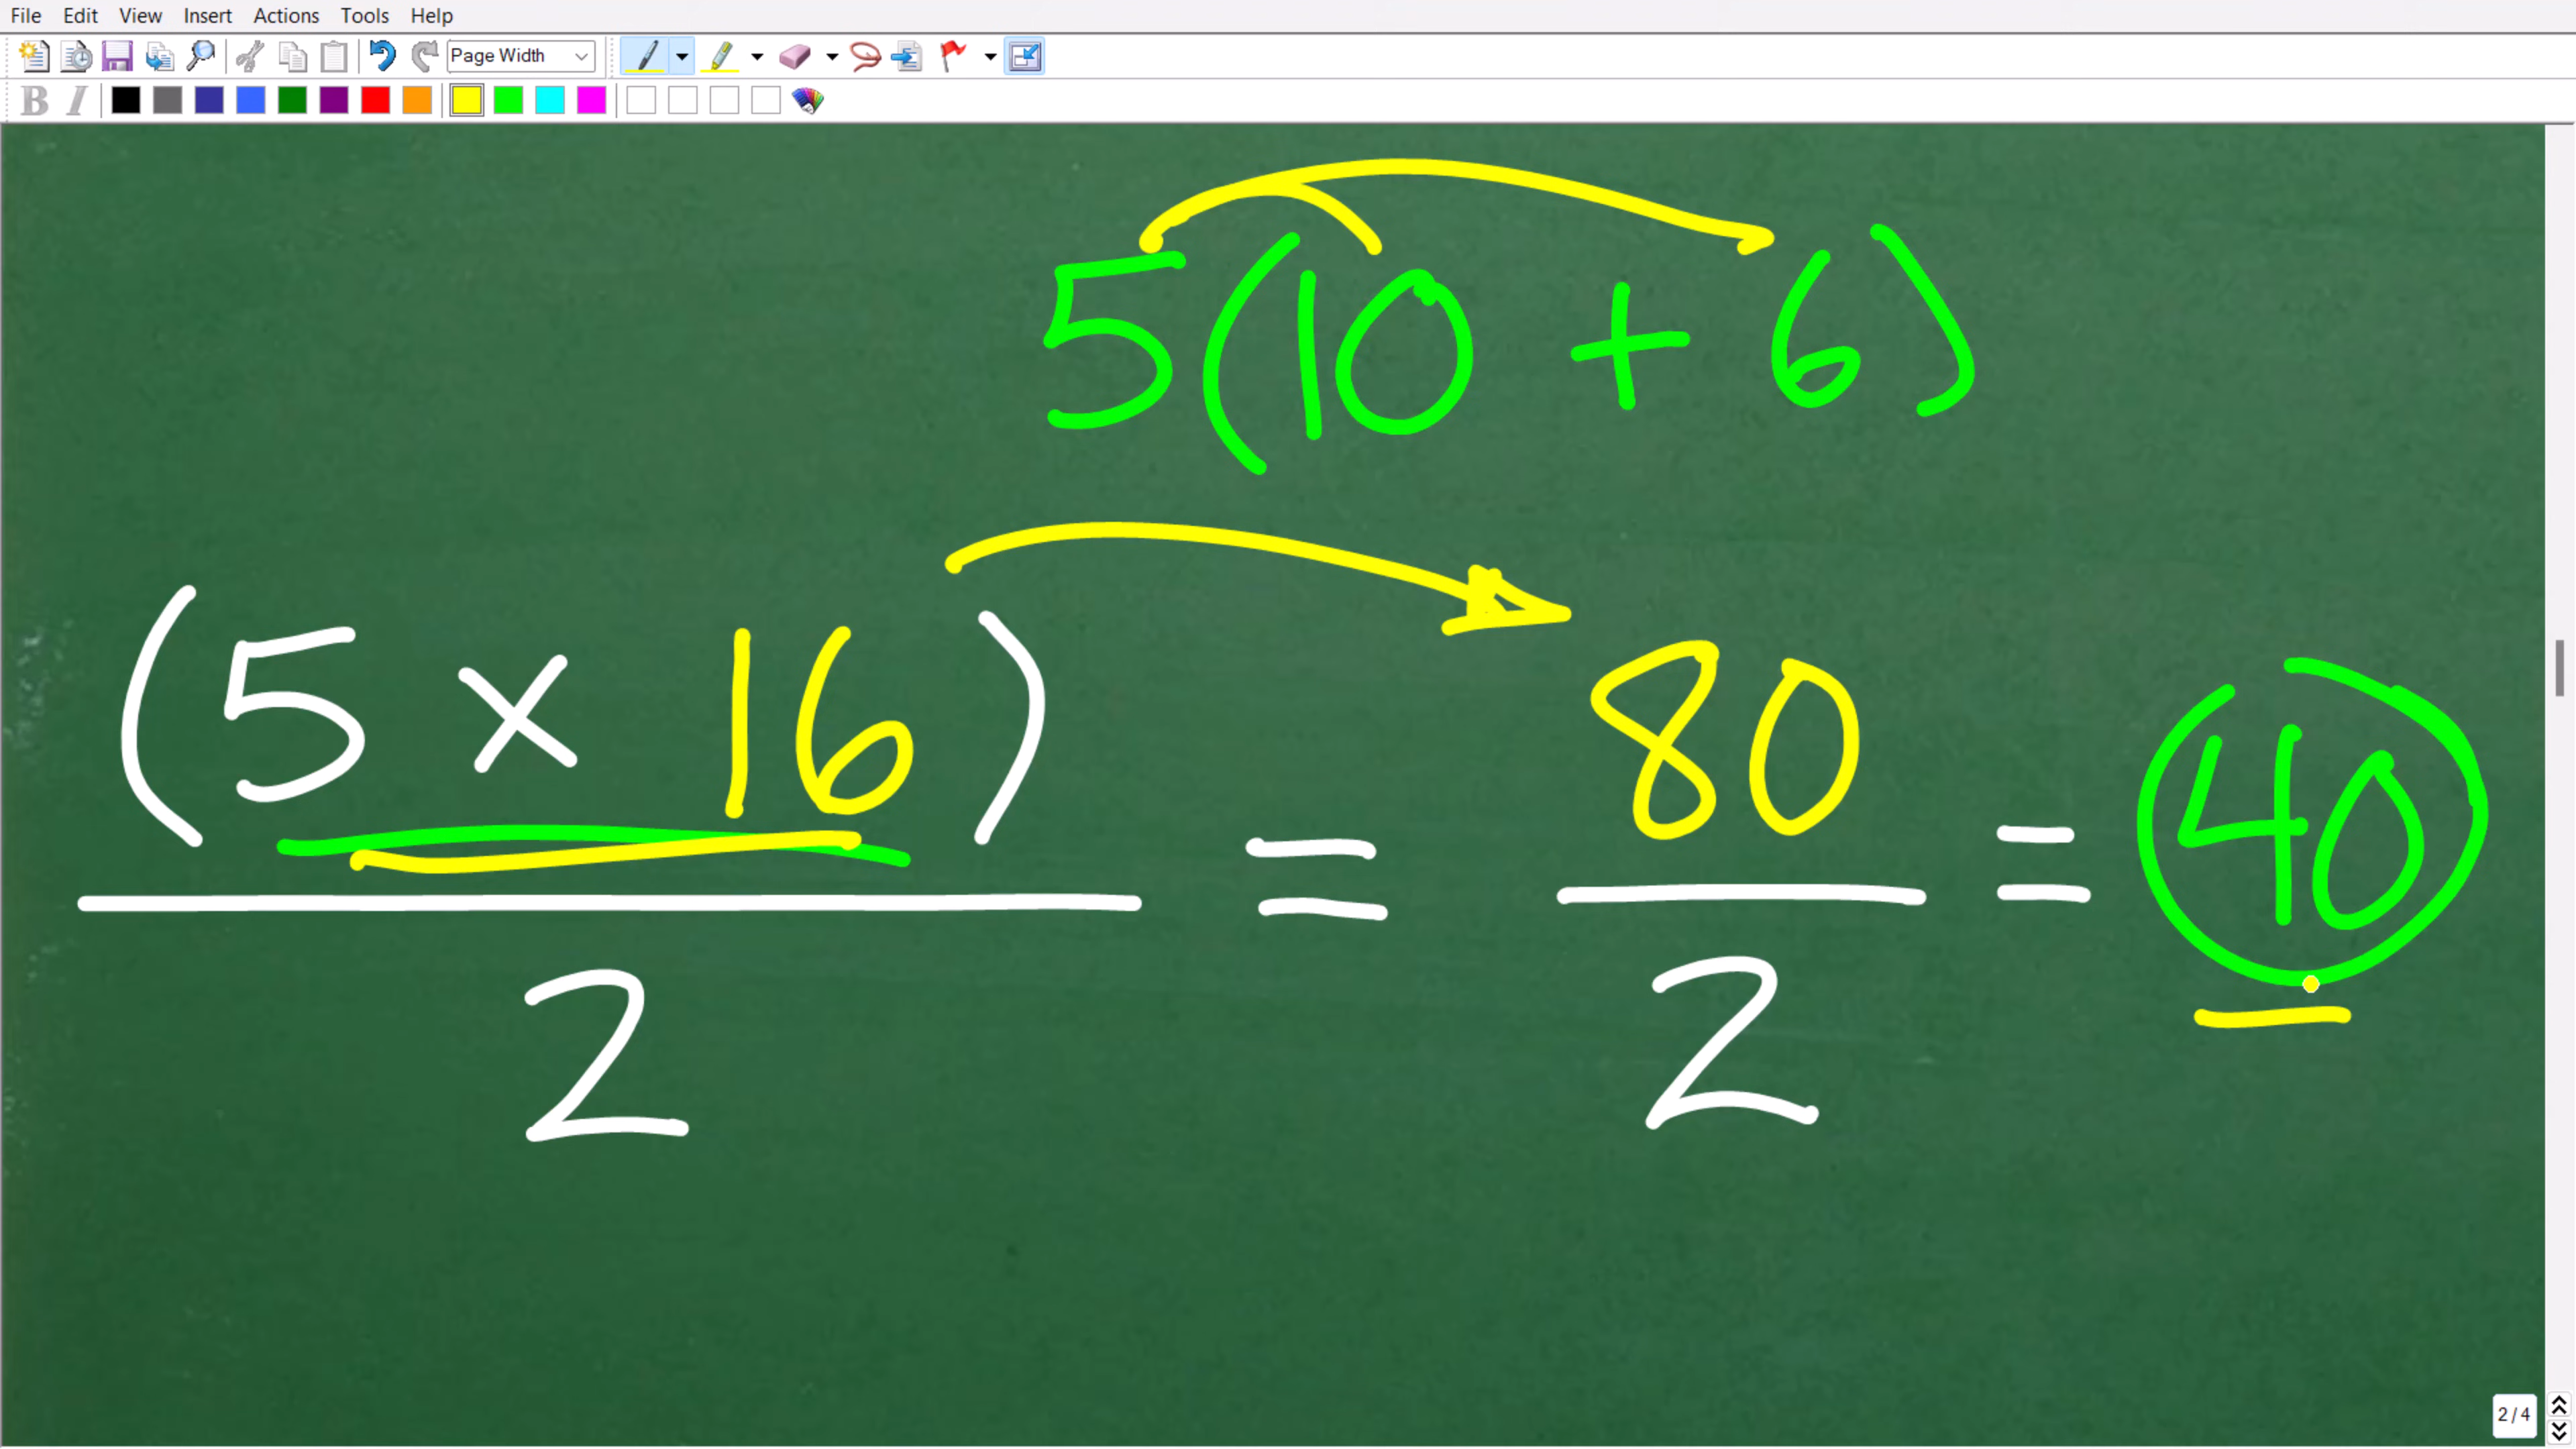 File Edit View Insert Actions Tools Help
Page Width
B I
5(10 + 6)
(5 × 16)
= 80 = 40
2 2
2 / 4